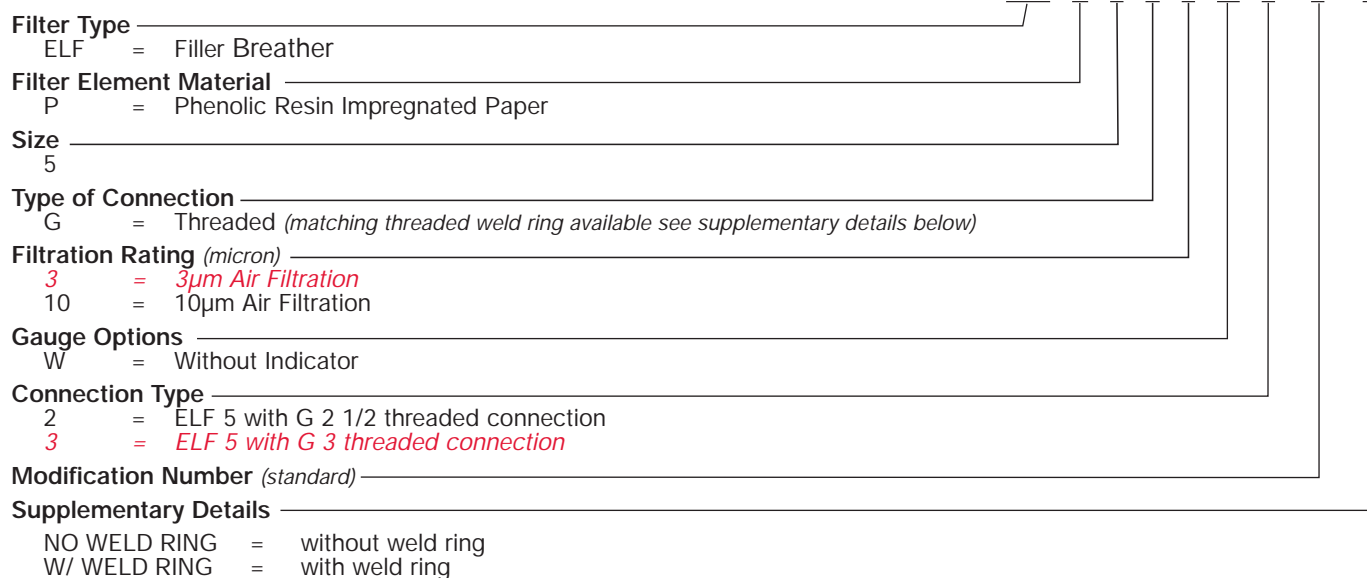 Filter Type
ELF = Filler Breather
Filter Element Material
P = Phenolic Resin Impregnated Paper
Size
5
Type of Connection
G = Threaded (matching threaded weld ring available see supplementary details below)
Filtration Rating (micron)
3 = 3µm Air Filtration
10 = 10µm Air Filtration
Gauge Options
W = Without Indicator
Connection Type
2 = ELF 5 with G 2 1/2 threaded connection
3 = ELF 5 with G 3 threaded connection
Modification Number (standard)
Supplementary Details
NO WELD RING = without weld ring
W/ WELD RING = with weld ring